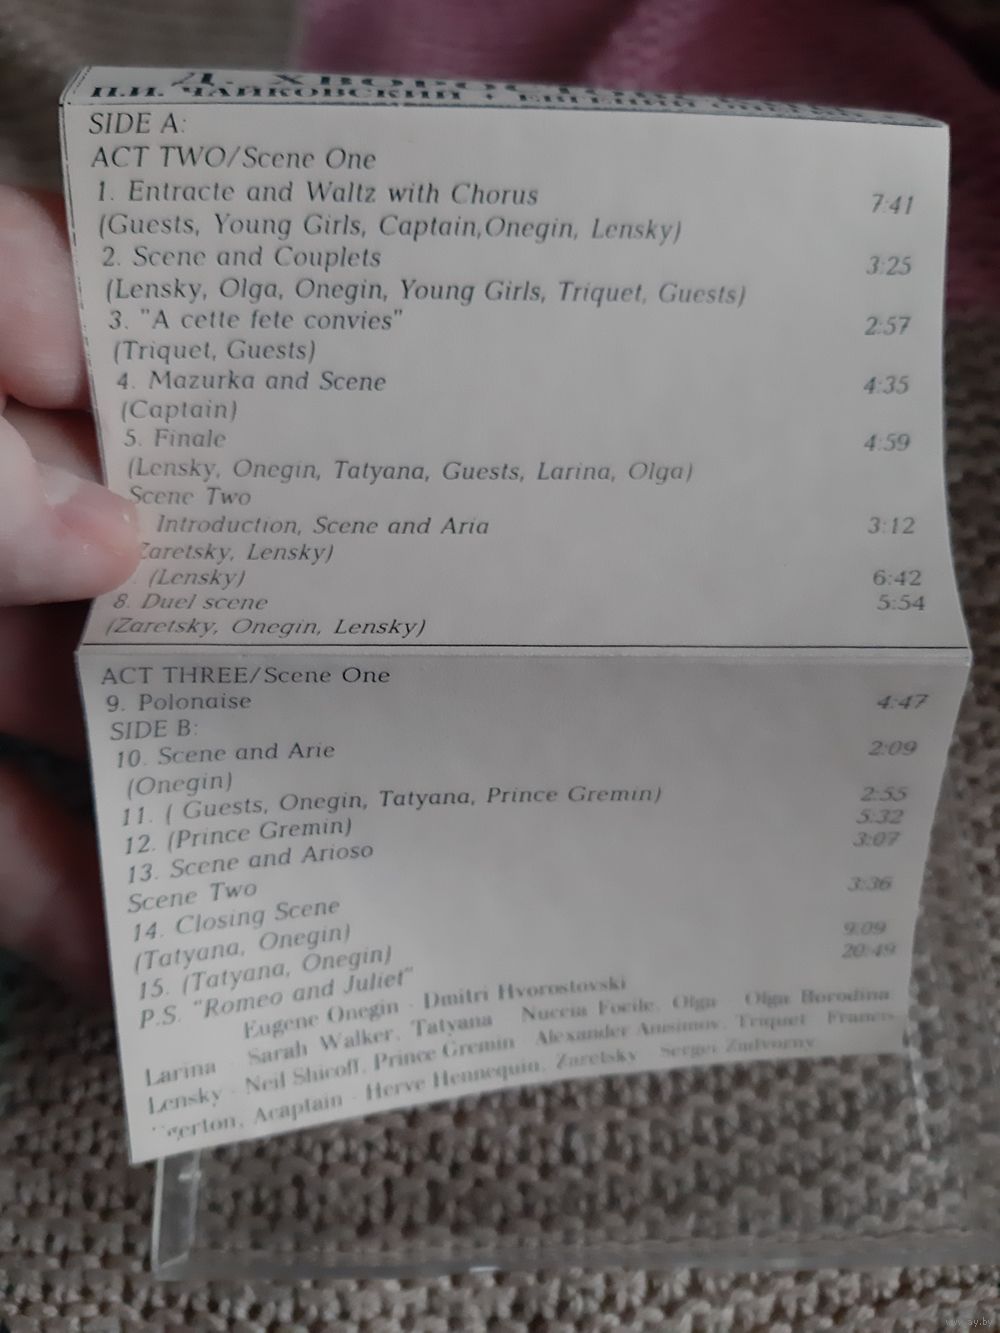 Д. ХВОРОСТОВСКИЙ
П.И. ЧАЙКОВСКИЙ • ЕВГЕНИЙ
SIDE A:
ACT TWO/Scene One
1. Entracte and Waltz with Chorus 7:41
(Guests, Young Girls, Captain,Onegin, Lensky)
2. Scene and Couplets 3:25
(Lensky, Olga, Onegin, Young Girls, Triquet, Guests)
3. "A cette fete convies" 2:57
(Triquet, Guests)
4. Mazurka and Scene 4:35
(Captain)
5. Finale 4:59
(Lensky, Onegin, Tatyana, Guests, Larina, Olga)
Scene Two
Introduction, Scene and Aria 3:12
Zaretsky, Lensky)
(Lensky) 6:42
8. Duel scene 5:54
(Zaretsky, Onegin, Lensky)
ACT THREE/Scene One
9. Polonaise 4:47
SIDE B:
10. Scene and Arie 2:09
(Onegin)
11. ( Guests, Onegin, Tatyana, Prince Gremin) 2:55
12. (Prince Gremin) 5:32
13. Scene and Arioso 3:07
Scene Two
14. Closing Scene 3:36
(Tatyana, Onegin)
15. (Tatyana, Onegin) 9:09
P.S. "Romeo and Juliet" 20:49
Eugene Onegin - Dmitri Hvorostovski
Larina - Sarah Walker, Tatyana - Nuccia Focile, Olga - Olga Borodina
Lensky - Neil Shicoff, Prince Gremin - Alexander Anisimov, Triquet - Francis
Egerton, Acaptain - Herve Hennequin, Zaretsky - Sergei Zadvorny
www.ay.by